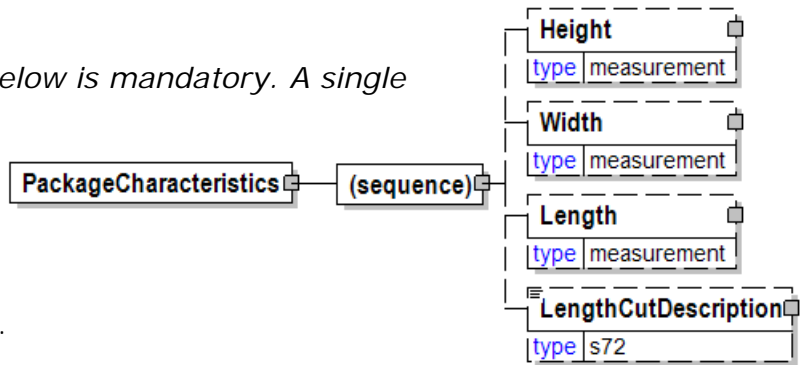 Height
type measurement
elow is mandatory. A single
Width
type measurement
PackageCharacteristics (sequence)
Length
type measurement
LengthCutDescription
.
type s72